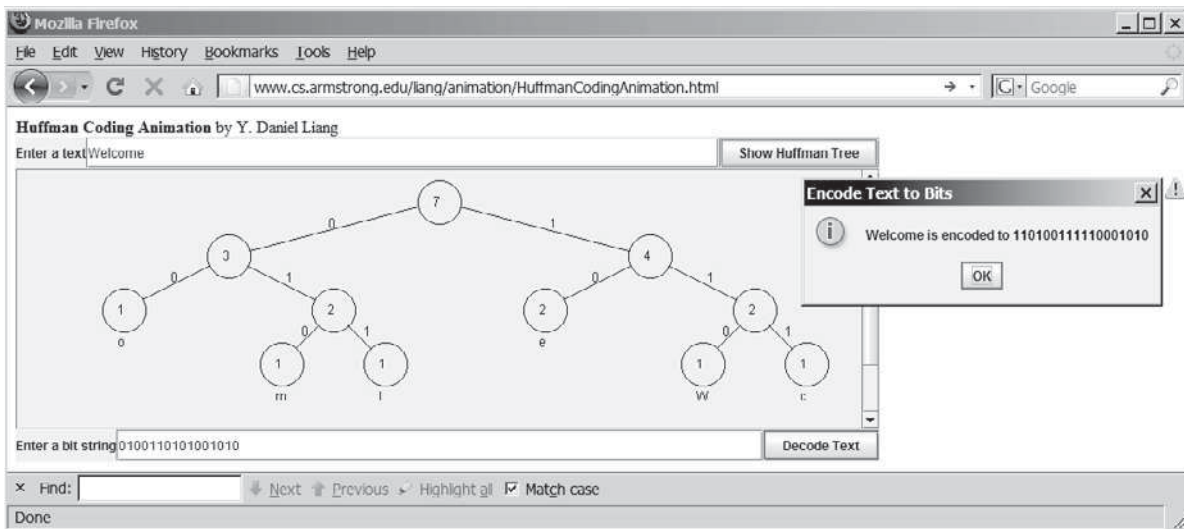 Mozilla Firefox
File Edit View History Bookmarks Tools Help
www.cs.armstrong.edu/liang/animation/HuffmanCodingAnimation.html
Google
Huffman Coding Animation by Y. Daniel Liang
Enter a text Welcome Show Huffman Tree
7
0 1
3 4
0 1 0 1
1 2 2 2
o e
0 1 0 1
1 1 1 1
m l W c
Encode Text to Bits
Welcome is encoded to 110100111110001010
OK
Enter a bit string 0100110101001010 Decode Text
Find: Next Previous Highlight all Match case
Done